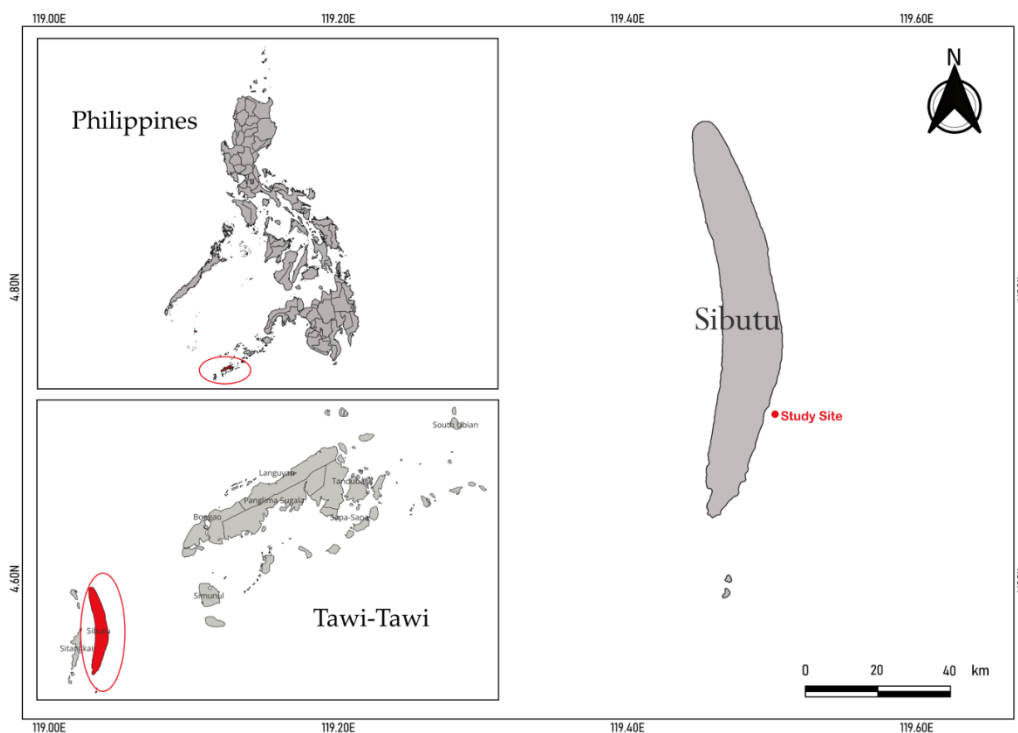 119.00E
119.20E
119.40E
119.60E
Philippines
N
4.80N
Sibutu
Study Site
South Ubian
Languyan
Tandubas
Panglima Sugala
Bongao
Sapa-Sapa
4.60N
Simunul
Tawi-Tawi
Sibutu
Sitangkai
0
20
40
km
119.00E
119.20E
119.40E
119.60E